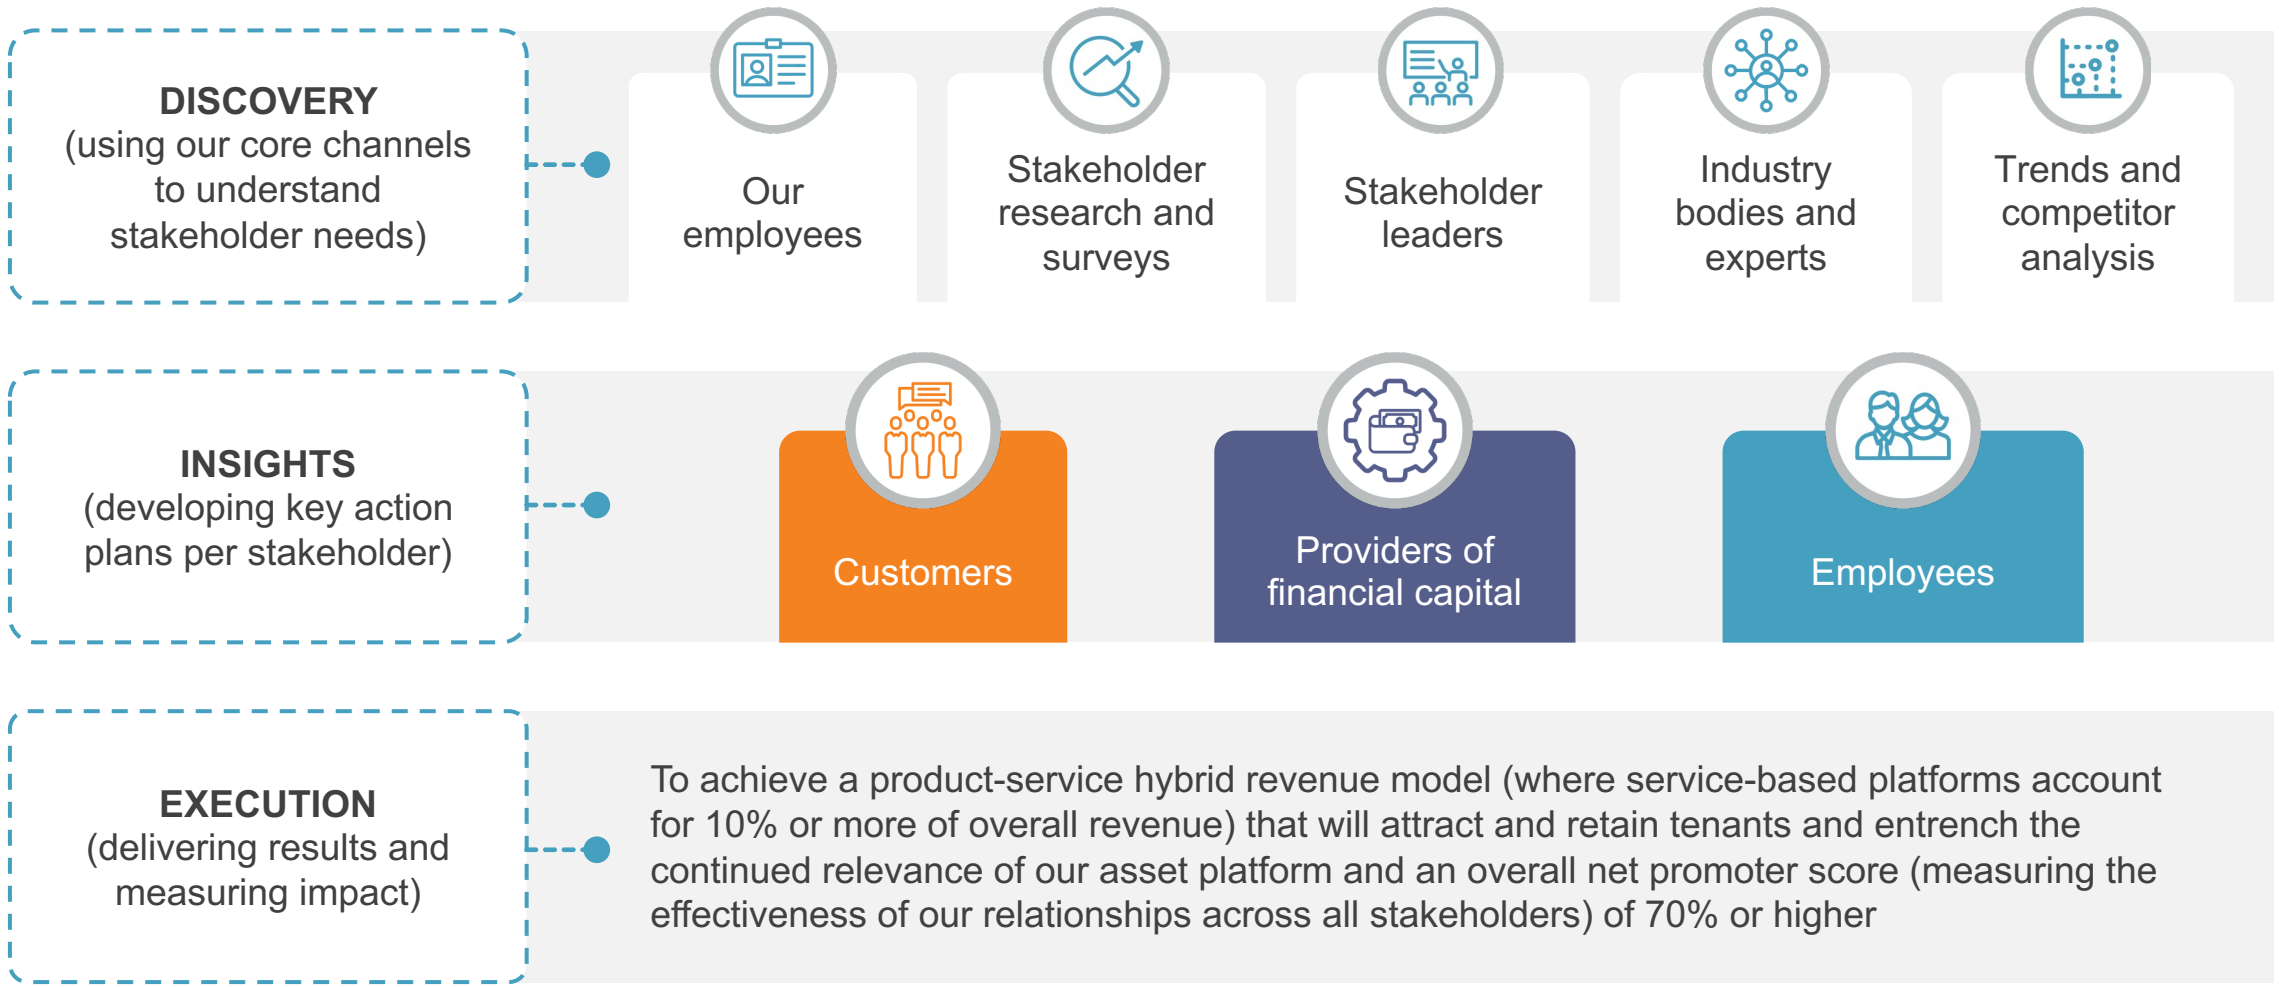 DISCOVERY
(using our core channels
to understand
stakeholder needs)
Our
employees
Stakeholder
research and
surveys
Stakeholder
leaders
Industry
bodies and
experts
Trends and
competitor
analysis
INSIGHTS
(developing key action
plans per stakeholder)
Customers
Providers of
financial capital
Employees
EXECUTION
(delivering results and
measuring impact)
To achieve a product-service hybrid revenue model (where service-based platforms account
for 10% or more of overall revenue) that will attract and retain tenants and entrench the
continued relevance of our asset platform and an overall net promoter score (measuring the
effectiveness of our relationships across all stakeholders) of 70% or higher